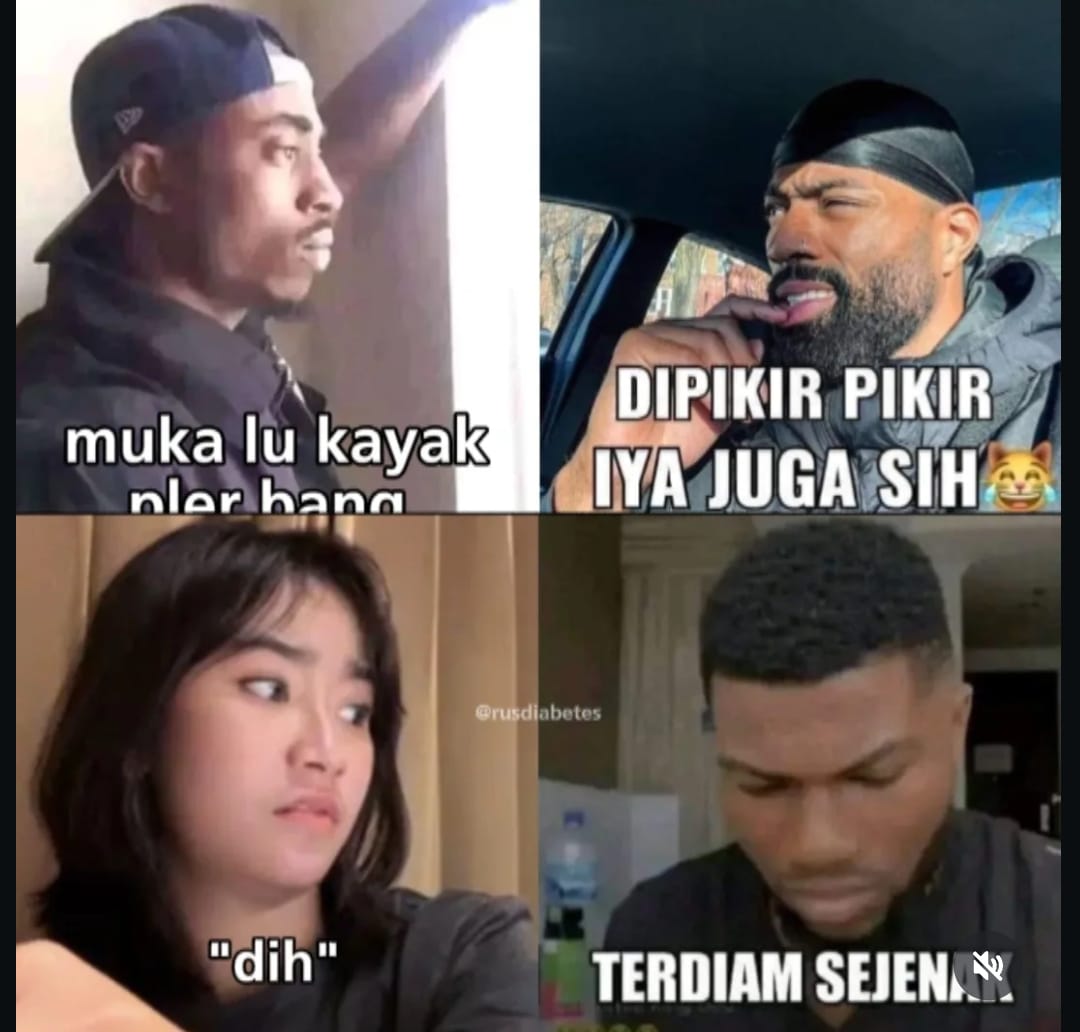 muka lu kayak
pler bang
DIPIKIR PIKIR
IYA JUGA SIH😹
@rusdiabetes
"dih"
TERDIAM